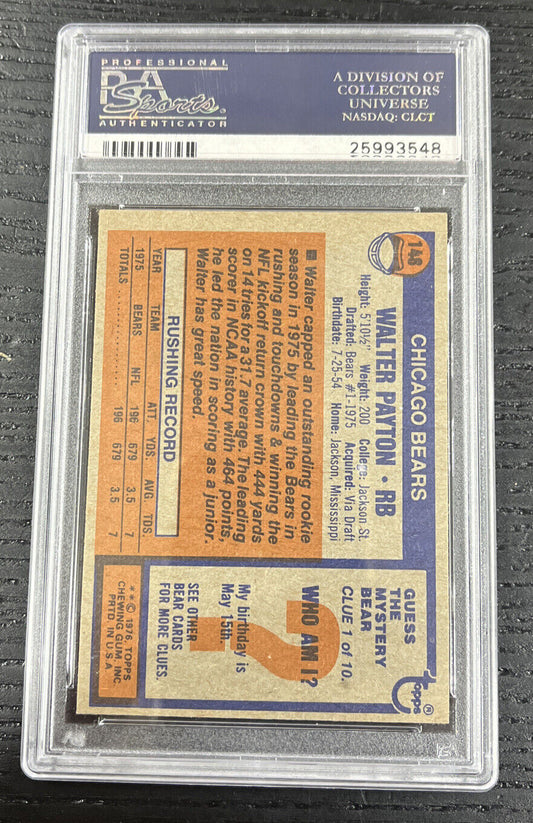 PROFESSIONAL
PSA
Sports
AUTHENTICATOR
A DIVISION OF
COLLECTORS
UNIVERSE
NASDAQ: CLCT
25993548
148
CHICAGO BEARS
WALTER PAYTON • RB
Height: 5'10½" Weight: 200 College: Jackson St.
Drafted: Bears #1-1975 Acquired: Via Draft
Birthdate: 7-25-54 Home: Jackson, Mississippi
■ Walter capped an outstanding rookie
season in 1975 by leading the Bears in
rushing and touchdowns & winning the
NFL kickoff return crown with 444 yards
on 14 tries for a 31.7 average. The leading
scorer in NCAA history with 464 points,
he led the nation in scoring as a junior.
Walter has great speed.
RUSHING RECORD
YEAR TEAM ATT. YDS. AVG. TDS.
1975 BEARS NFL 196 679 3.5 7
TOTALS 196 679 3.5 7
topps ®
GUESS
THE
MYSTERY
BEAR
CLUE 1 of 10.
WHO AM I?
?
My birthday is
May 15th.
SEE OTHER
BEAR CARDS
FOR MORE CLUES.
**© 1976 TOPPS
CHEWING GUM, INC.
PRTD. IN U.S.A.